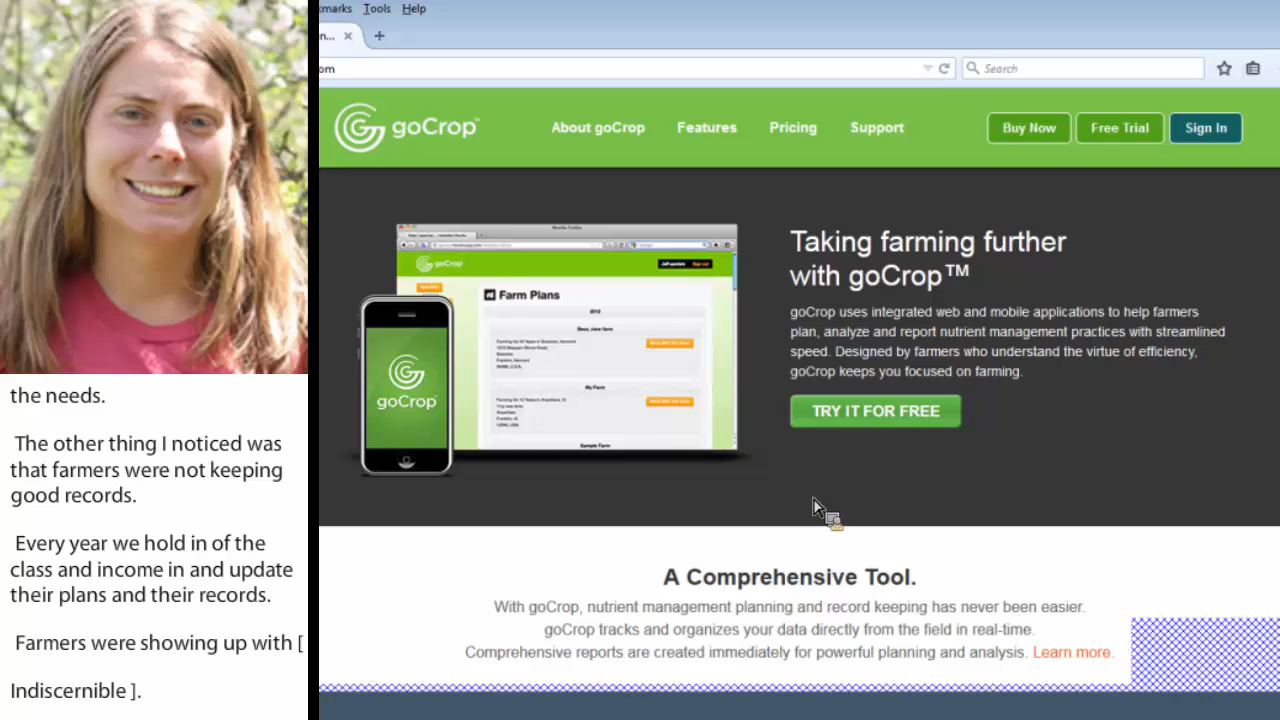 kmarks Tools Help
n...
om
Search
goCrop™
About goCrop Features Pricing Support
Buy Now Free Trial Sign In
goCrop
Farm Plans
2012
My Farm
Sample Farm
goCrop
Taking farming further
with goCrop™
goCrop uses integrated web and mobile applications to help farmers
plan, analyze and report nutrient management practices with streamlined
speed. Designed by farmers who understand the virtue of efficiency,
goCrop keeps you focused on farming.
TRY IT FOR FREE
A Comprehensive Tool.
With goCrop, nutrient management planning and record keeping has never been easier.
goCrop tracks and organizes your data directly from the field in real-time.
Comprehensive reports are created immediately for powerful planning and analysis. Learn more.
the needs.
The other thing I noticed was
that farmers were not keeping
good records.
Every year we hold in of the
class and income in and update
their plans and their records.
Farmers were showing up with [
Indiscernible ].